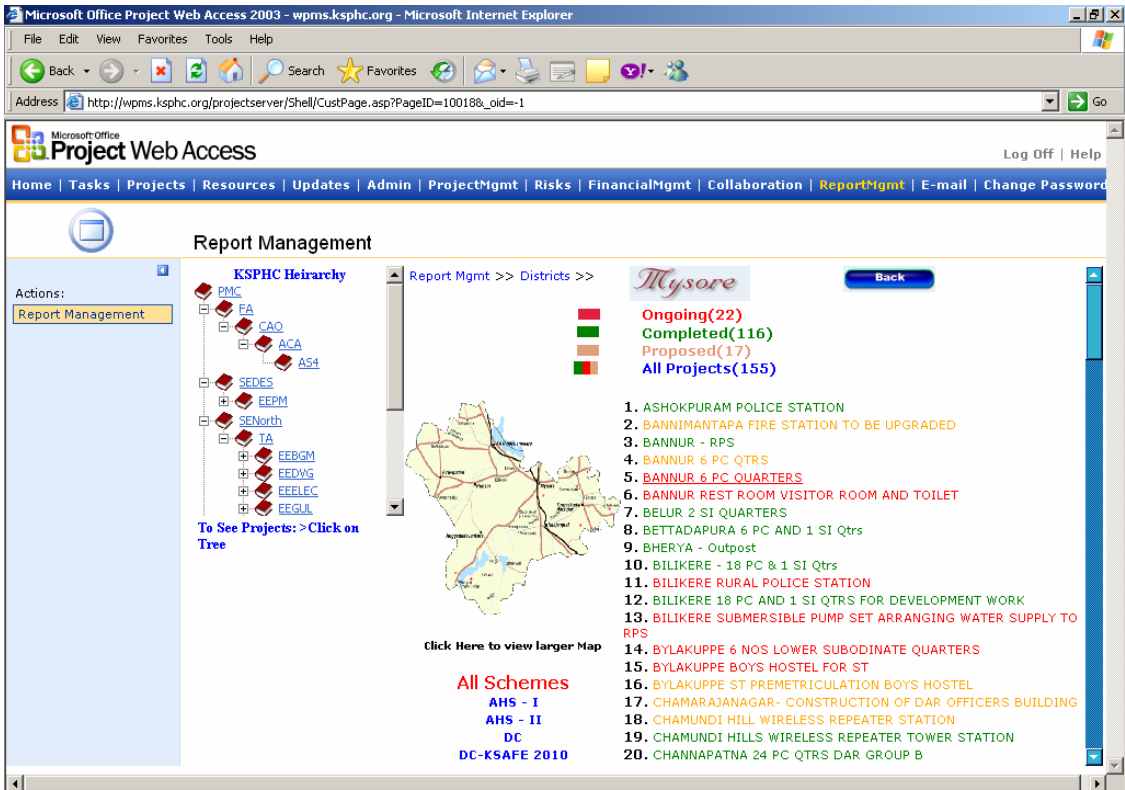 Microsoft Office Project Web Access 2003 - wpms.ksphc.org - Microsoft Internet Explorer
File Edit View Favorites Tools Help
Back Search Favorites
Address http://wpms.ksphc.org/projectserver/Shell/CustPage.asp?PageID=10018&_oid=-1 Go
Microsoft Office
Project Web Access
Log Off | Help
Home | Tasks | Projects | Resources | Updates | Admin | ProjectMgmt | Risks | FinancialMgmt | Collaboration | ReportMgmt | E-mail | Change Password
Report Management
Actions:
Report Management
KSPHC Heirarchy
PMC
FA
CAO
ACA
AS4
SEDES
EEPM
SENorth
TA
EEBGM
EEDVG
EEELEC
EEGUL
To See Projects: >Click on
Tree
Report Mgmt >> Districts >>
Mysore
Back
Ongoing(22)
Completed(116)
Proposed(17)
All Projects(155)
Click Here to view larger Map
All Schemes
AHS - I
AHS - II
DC
DC-KSAFE 2010
1. ASHOKPURAM POLICE STATION
2. BANNIMANTAPA FIRE STATION TO BE UPGRADED
3. BANNUR - RPS
4. BANNUR 6 PC QTRS
5. BANNUR 6 PC QUARTERS
6. BANNUR REST ROOM VISITOR ROOM AND TOILET
7. BELUR 2 SI QUARTERS
8. BETTADAPURA 6 PC AND 1 SI Qtrs
9. BHERYA - Outpost
10. BILIKERE - 18 PC & 1 SI Qtrs
11. BILIKERE RURAL POLICE STATION
12. BILIKERE 18 PC AND 1 SI QTRS FOR DEVELOPMENT WORK
13. BILIKERE SUBMERSIBLE PUMP SET ARRANGING WATER SUPPLY TO
RPS
14. BYLAKUPPE 6 NOS LOWER SUBODINATE QUARTERS
15. BYLAKUPPE BOYS HOSTEL FOR ST
16. BYLAKUPPE ST PREMETRICULATION BOYS HOSTEL
17. CHAMARAJANAGAR- CONSTRUCTION OF DAR OFFICERS BUILDING
18. CHAMUNDI HILL WIRELESS REPEATER STATION
19. CHAMUNDI HILLS WIRELESS REPEATER TOWER STATION
20. CHANNAPATNA 24 PC QTRS DAR GROUP B